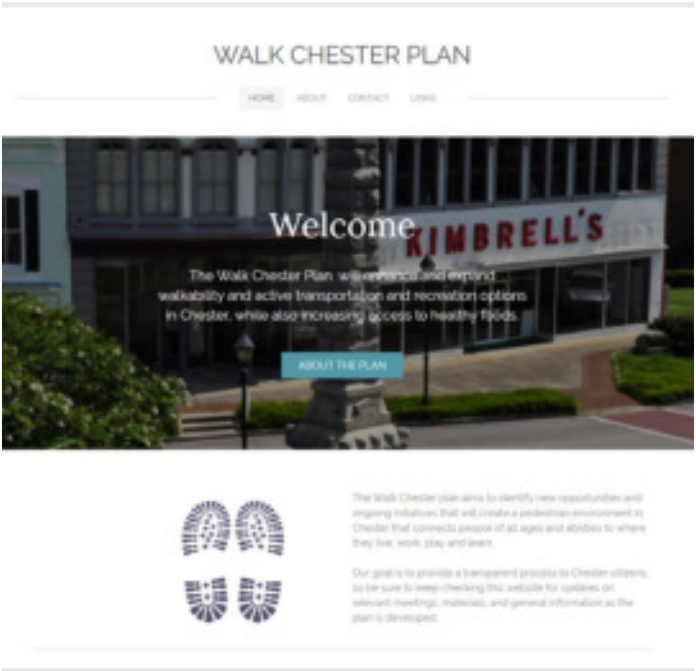 WALK CHESTER PLAN
HOME ABOUT CONTACT LINKS
Welcome
KIMBRELL'S
The Walk Chester Plan will enhance and expand
walkability and active transportation and recreation options
in Chester, while also increasing access to healthy foods.
ABOUT THE PLAN
The Walk Chester plan aims to identify new opportunities and
ongoing initiatives that will create a pedestrian environment in
Chester that connects people of all ages and abilities to where
they live, work, play and learn.
Our goal is to provide a transparent process to Chester citizens,
so be sure to keep checking this website for updates on
relevant meetings, materials, and general information as the
plan is developed.